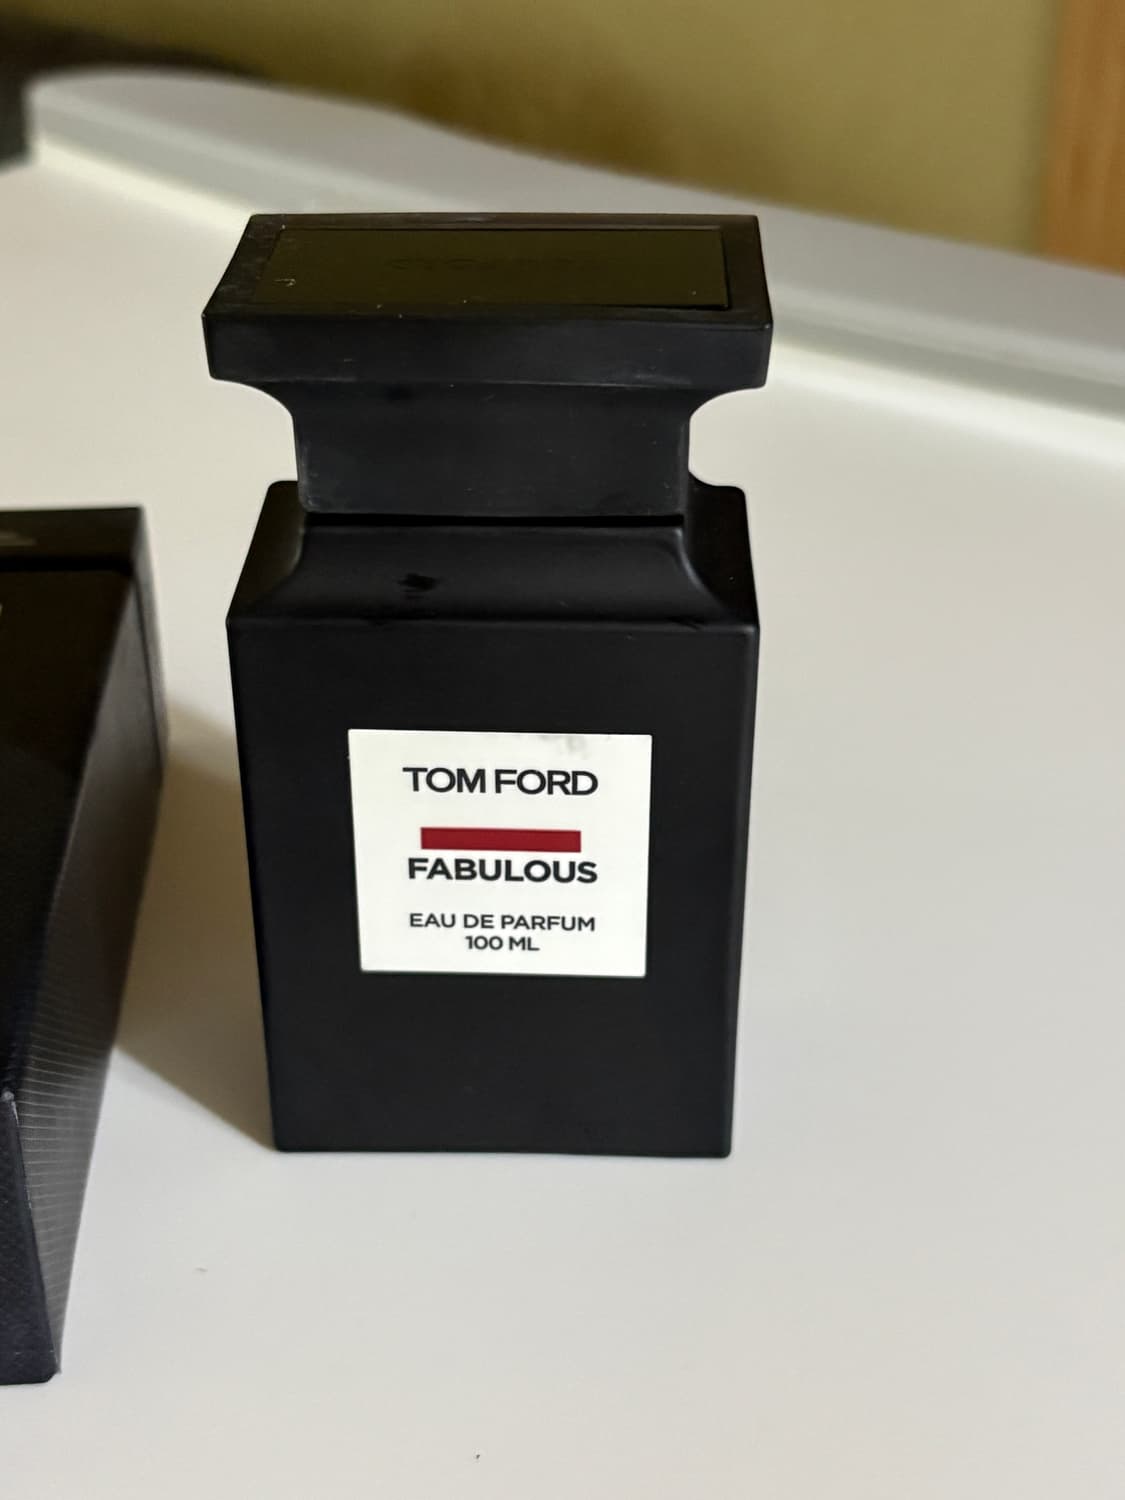 TOM FORD
FABULOUS
EAU DE PARFUM
100 ML